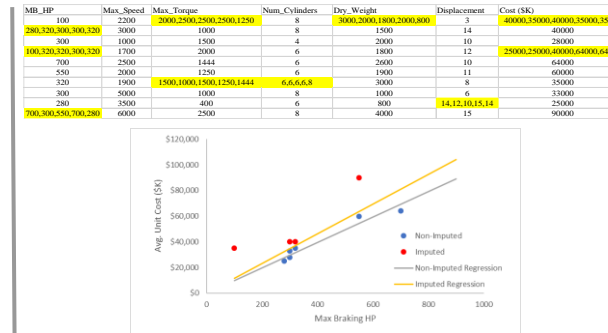 MB_HP Max_Speed Max_Torque Num_Cylinders Dry_Weight Displacement Cost ($K)
100 2200 2000,2500,2500,2500,1250 8 3000,2000,1800,2000,800 3 40000,35000,40000,35000,35
280,320,300,300,320 3000 1000 8 1500 14 40000
300 1000 1500 4 2000 10 28000
100,320,320,300,320 1700 2000 6 1800 12 25000,25000,40000,64000,64
700 2500 1444 6 2600 10 64000
550 2000 1250 6 1900 11 60000
320 1900 1500,1000,1500,1250,1444 6,6,6,6,8 3000 8 35000
300 5000 1000 8 1000 6 33000
280 3500 400 6 800 14,12,10,15,14 25000
700,300,550,700,280 6000 2500 8 4000 15 90000
$120,000
$100,000
$80,000
$60,000
$40,000
$20,000
$0
Avg. Unit Cost ($K)
Non-Imputed
Imputed
Non-Imputed Regression
Imputed Regression
0 200 400 600 800 1000
Max Braking HP